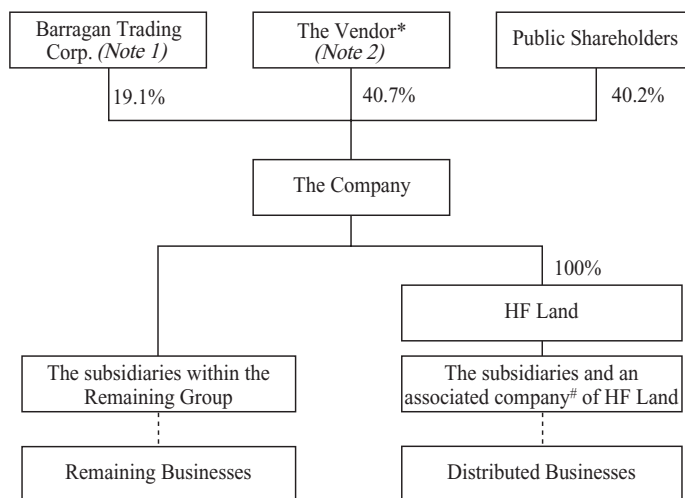 Barragan Trading
Corp. (Note 1)
The Vendor*
(Note 2)
Public Shareholders
19.1%
40.7%
40.2%
The Company
100%
HF Land
The subsidiaries within the
Remaining Group
The subsidiaries and an
associated company# of HF Land
Remaining Businesses
Distributed Businesses